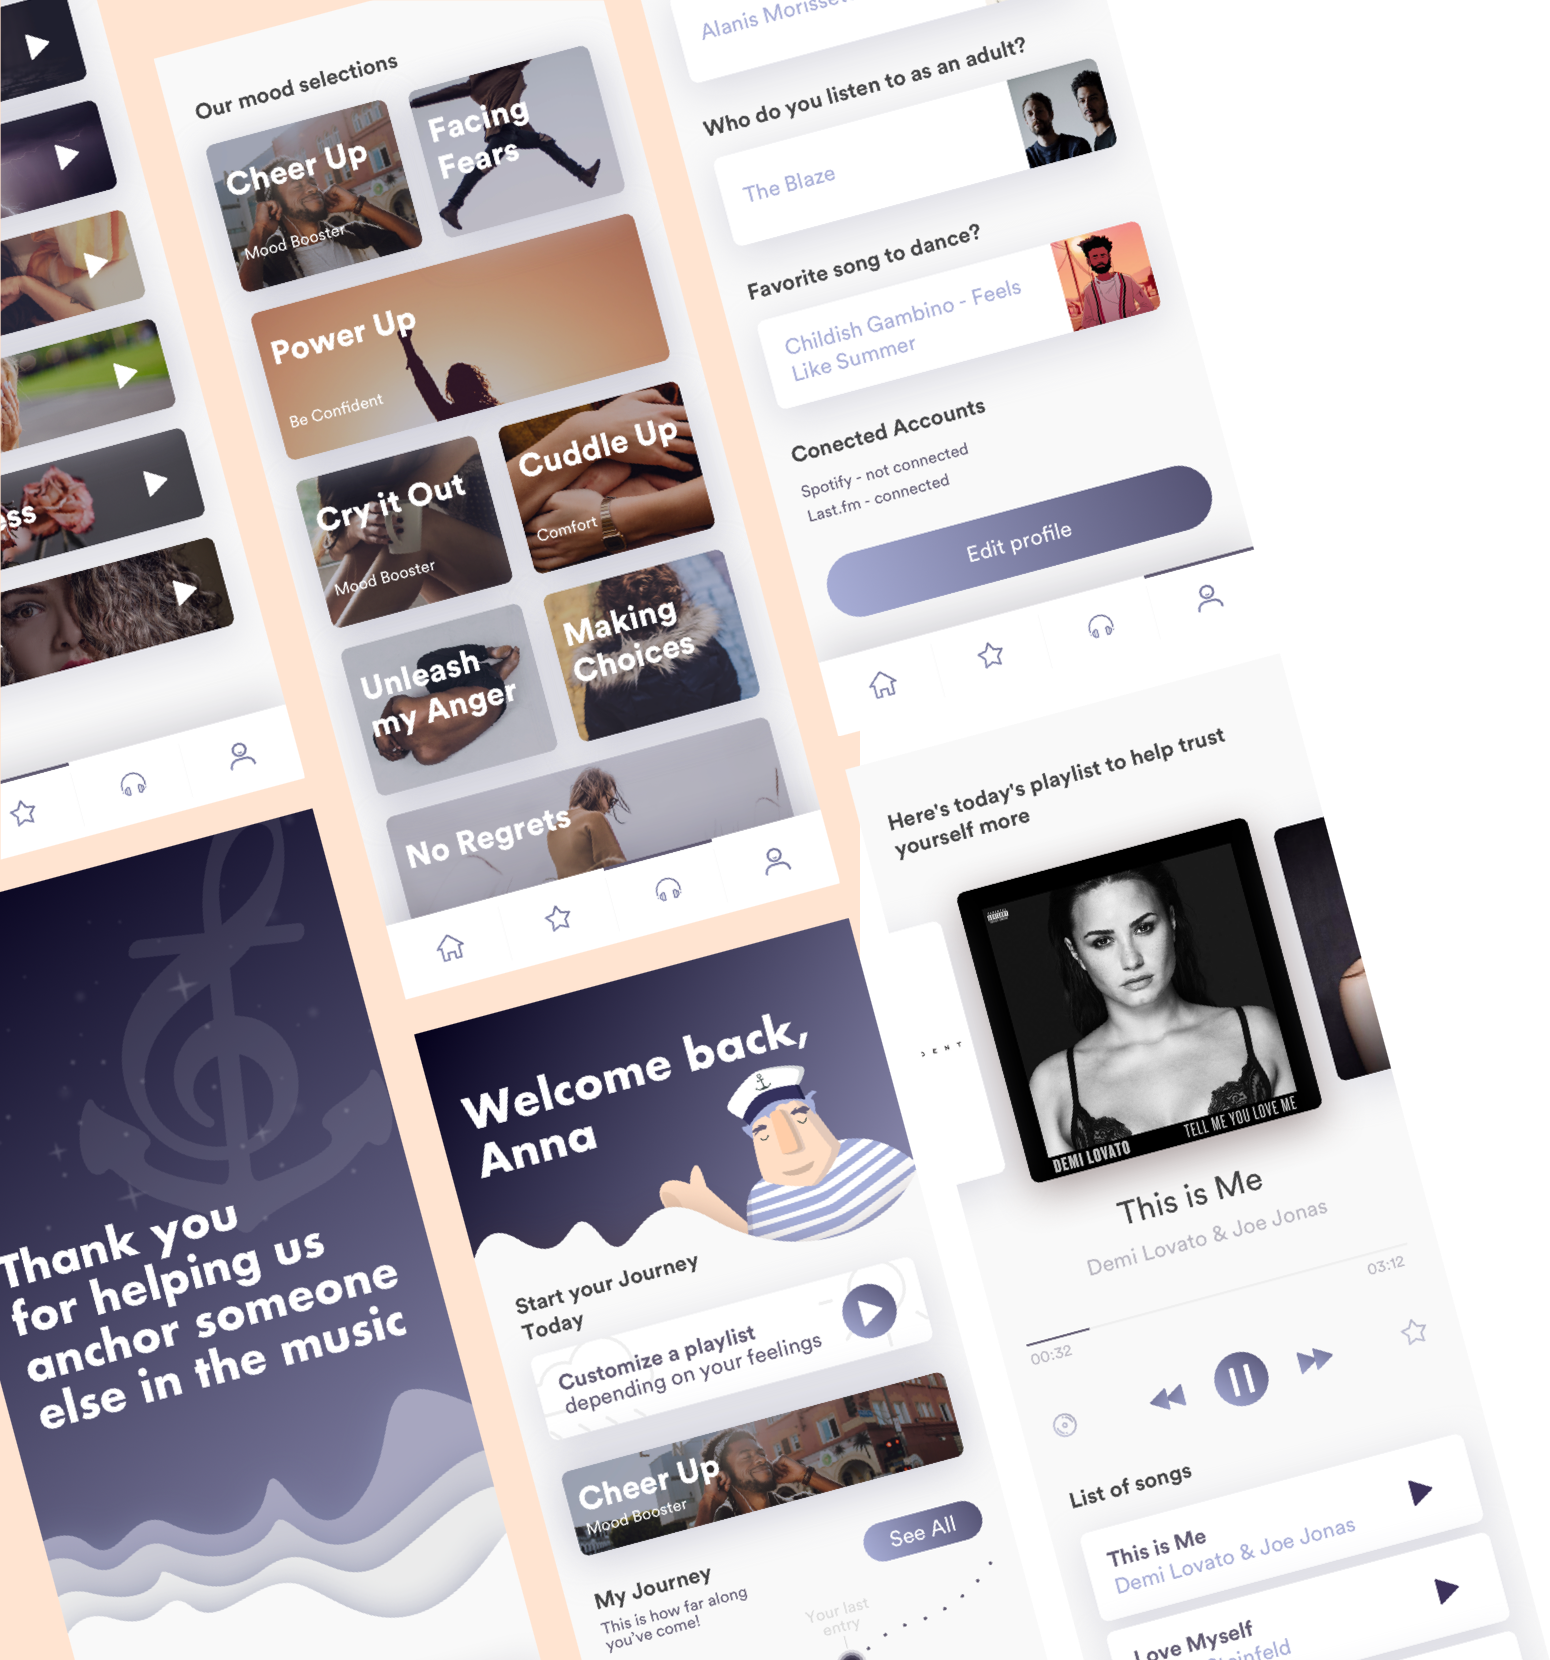 ess
Our mood selections
Cheer Up
Mood Booster
Facing
Fears
Power Up
Be Confident
Cry it Out
Mood Booster
Cuddle Up
Comfort
Unleash
my Anger
Making
Choices
No Regrets
Alanis
Who do you listen to as an adult?
The Blaze
Favorite song to dance?
Childish Gambino - Feels
Like Summer
Conected Accounts
Spotify - not connected
Last.fm - connected
Edit profile
Thank you
for helping us
anchor someone
else in the music
Welcome back,
Anna
Start your Journey
Today
Customize a playlist
depending on your feelings
Cheer Up
Mood Booster
See All
My Journey
This is how far along
you've come!
Your last
entry
Here's today's playlist to help trust
yourself more
DEMI LOVATO
TELL ME YOU LOVE ME
This is Me
Demi Lovato & Joe Jonas
00:32
03:12
List of songs
This is Me
Demi Lovato & Joe Jonas
Love Myself